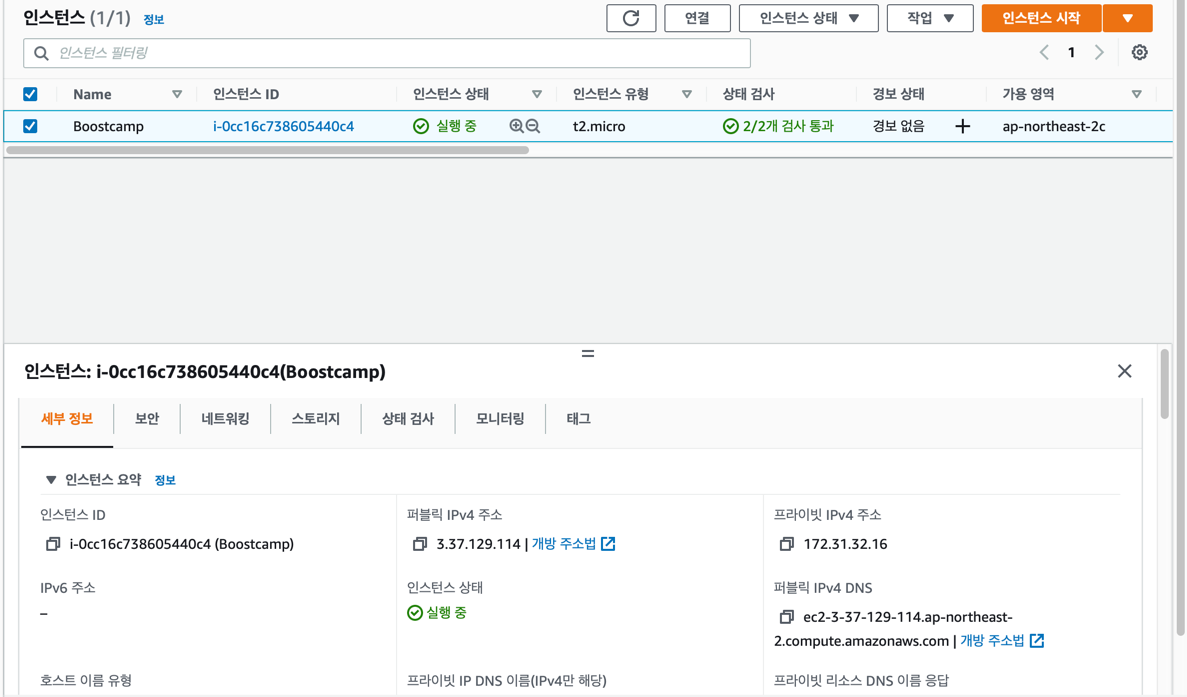 인스턴스 (1/1) 정보
연결
인스턴스 상태 ▼
작업 ▼
인스턴스 시작 ▼
인스턴스 필터링
1
Name
인스턴스 ID
인스턴스 상태
인스턴스 유형
상태 검사
경보 상태
가용 영역
Boostcamp
i-0cc16c738605440c4
실행 중
t2.micro
2/2개 검사 통과
경보 없음
ap-northeast-2c
인스턴스: i-0cc16c738605440c4(Boostcamp)
세부 정보
보안
네트워킹
스토리지
상태 검사
모니터링
태그
▼ 인스턴스 요약 정보
인스턴스 ID
i-0cc16c738605440c4 (Boostcamp)
퍼블릭 IPv4 주소
3.37.129.114 | 개방 주소법
프라이빗 IPv4 주소
172.31.32.16
IPv6 주소
–
인스턴스 상태
실행 중
퍼블릭 IPv4 DNS
ec2-3-37-129-114.ap-northeast-
2.compute.amazonaws.com | 개방 주소법
호스트 이름 유형
프라이빗 IP DNS 이름(IPv4만 해당)
프라이빗 리소스 DNS 이름 응답